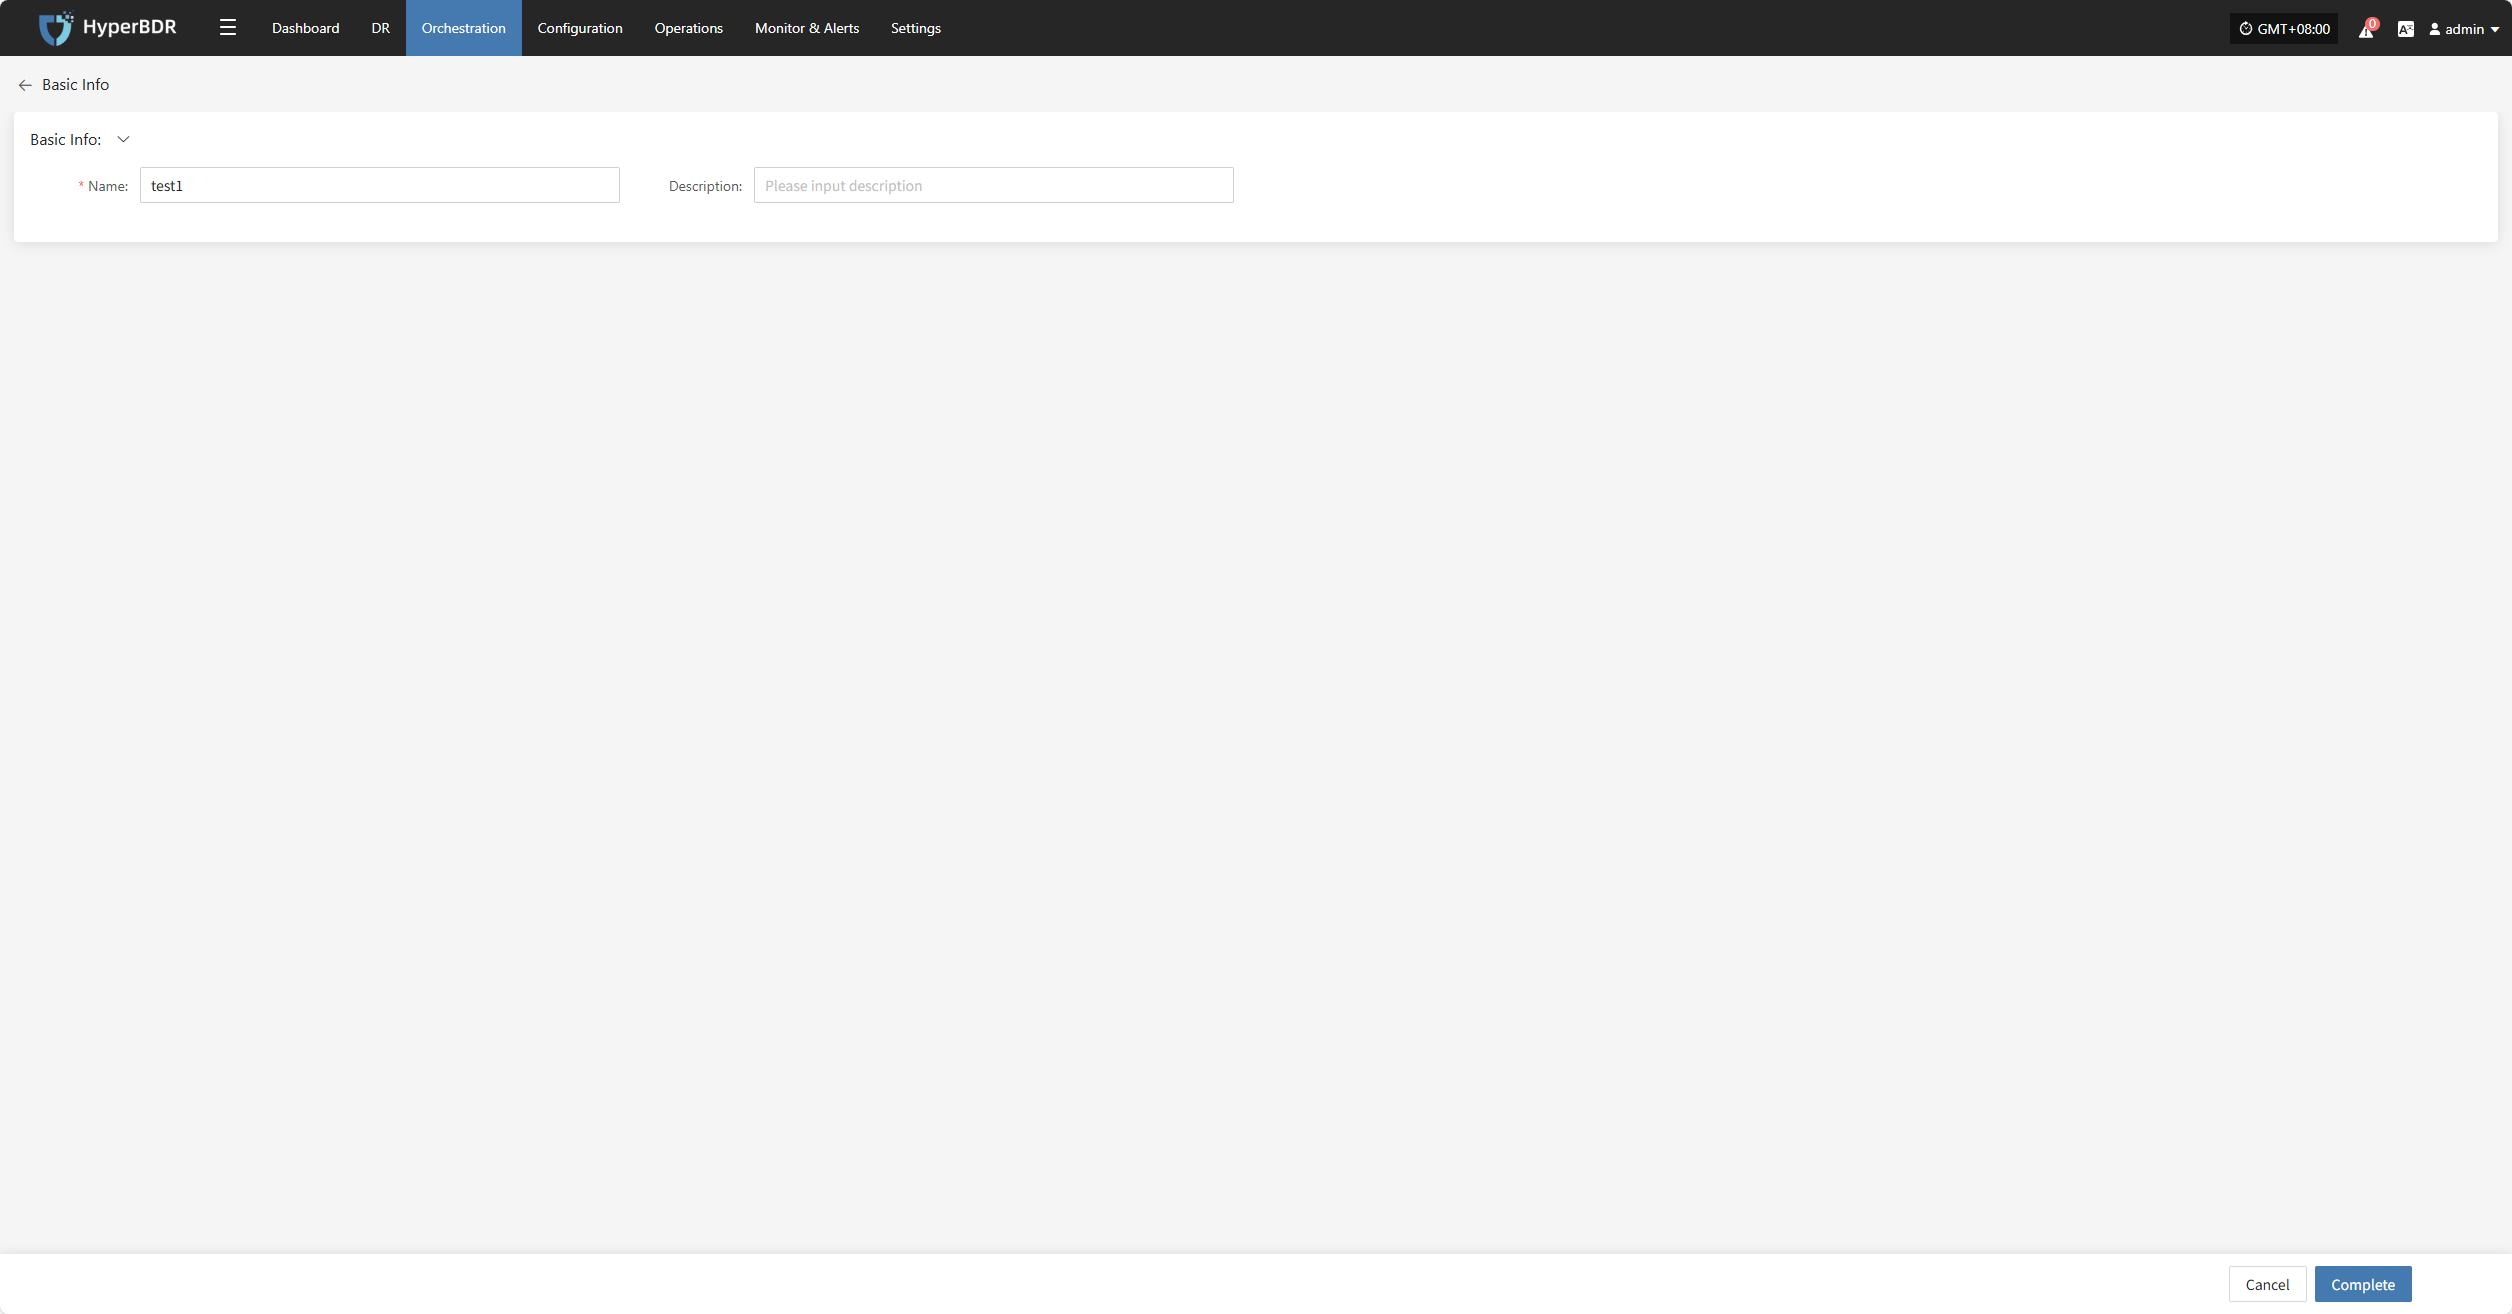 HyperBDR Dashboard DR Orchestration Configuration Operations Monitor & Alerts Settings GMT+08:00 0 A admin
Basic Info
Basic Info:
* Name: test1 Description: Please input description
Cancel Complete